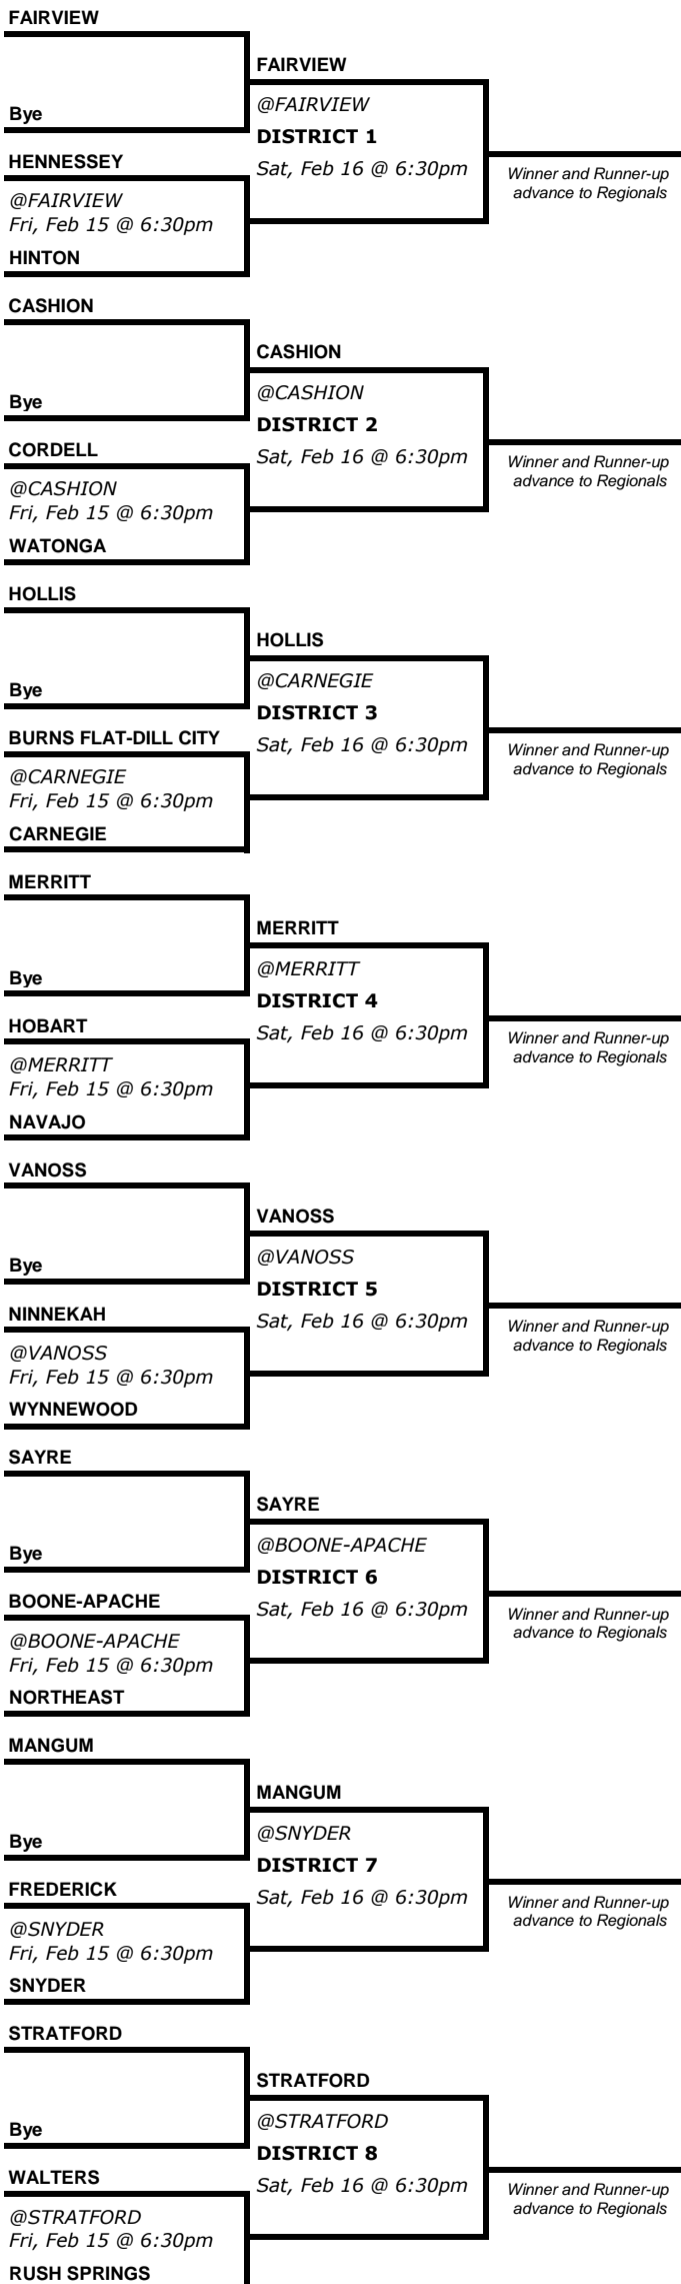 FAIRVIEW
FAIRVIEW
Bye
@FAIRVIEW
DISTRICT 1
HENNESSEY
Sat, Feb 16 @ 6:30pm
Winner and Runner-up
advance to Regionals
@FAIRVIEW
Fri, Feb 15 @ 6:30pm
HINTON
CASHION
CASHION
Bye
@CASHION
DISTRICT 2
CORDELL
Sat, Feb 16 @ 6:30pm
Winner and Runner-up
advance to Regionals
@CASHION
Fri, Feb 15 @ 6:30pm
WATONGA
HOLLIS
HOLLIS
Bye
@CARNEGIE
DISTRICT 3
BURNS FLAT-DILL CITY
Sat, Feb 16 @ 6:30pm
Winner and Runner-up
advance to Regionals
@CARNEGIE
Fri, Feb 15 @ 6:30pm
CARNEGIE
MERRITT
MERRITT
Bye
@MERRITT
DISTRICT 4
HOBART
Sat, Feb 16 @ 6:30pm
Winner and Runner-up
advance to Regionals
@MERRITT
Fri, Feb 15 @ 6:30pm
NAVAJO
VANOSS
VANOSS
Bye
@VANOSS
DISTRICT 5
NINNEKAH
Sat, Feb 16 @ 6:30pm
Winner and Runner-up
advance to Regionals
@VANOSS
Fri, Feb 15 @ 6:30pm
WYNNEWOOD
SAYRE
SAYRE
Bye
@BOONE-APACHE
DISTRICT 6
BOONE-APACHE
Sat, Feb 16 @ 6:30pm
Winner and Runner-up
advance to Regionals
@BOONE-APACHE
Fri, Feb 15 @ 6:30pm
NORTHEAST
MANGUM
MANGUM
Bye
@SNYDER
DISTRICT 7
FREDERICK
Sat, Feb 16 @ 6:30pm
Winner and Runner-up
advance to Regionals
@SNYDER
Fri, Feb 15 @ 6:30pm
SNYDER
STRATFORD
STRATFORD
Bye
@STRATFORD
DISTRICT 8
WALTERS
Sat, Feb 16 @ 6:30pm
Winner and Runner-up
advance to Regionals
@STRATFORD
Fri, Feb 15 @ 6:30pm
RUSH SPRINGS